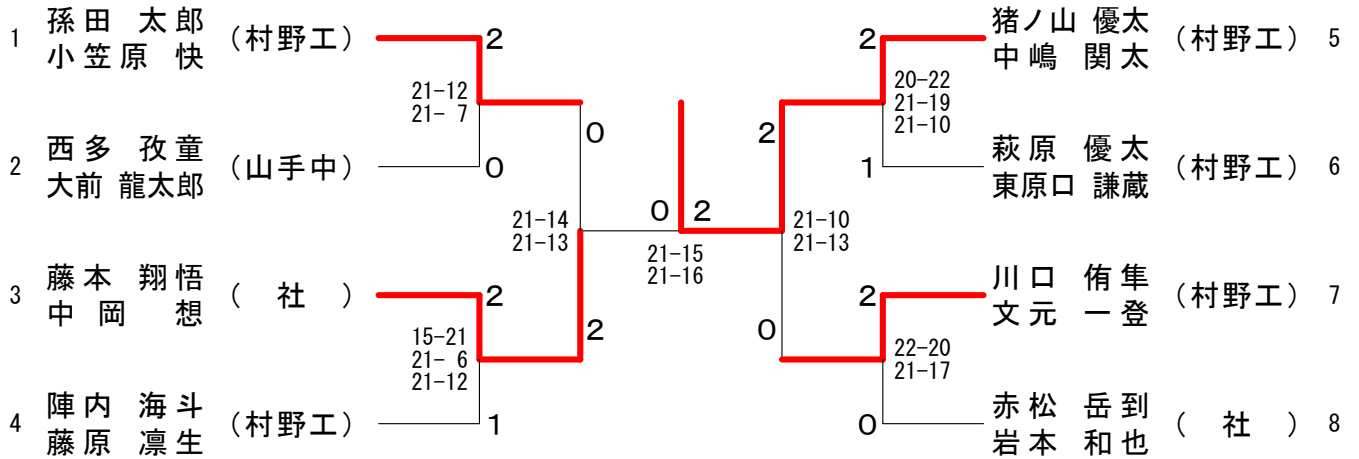 1 孫田 太郎 (村野工) 2
小笠原 快
21-12
21- 7
2 西多 孜童 (山手中) 0
大前 龍太郎
0
21-14
21-13
3 藤本 翔悟 (社) 2
中岡 想
15-21
21- 6
21-12
2
4 陣内 海斗 (村野工) 1
藤原 凛生
0 2
21-15
21-16
2 猪ノ山 優太 (村野工) 5
中嶋 関太
20-22
21-19
21-10
1 萩原 優太 (村野工) 6
東原口 謙蔵
2
21-10
21-13
2 川口 侑隼 (村野工) 7
文元 一登
22-20
21-17
0
0 赤松 岳到 (社) 8
岩本 和也